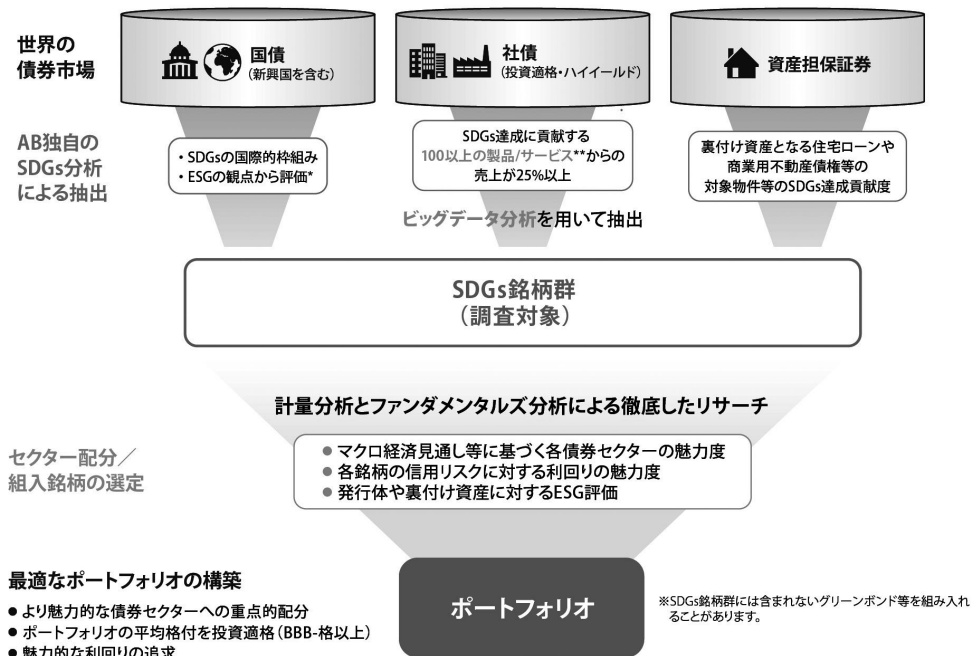 世界の
債券市場
国債
(新興国を含む)
社債
(投資適格・ハイイールド)
資産担保証券
AB独自の
SDGs分析
による抽出
・SDGsの国際的枠組み
・ESGの観点から評価*
SDGs達成に貢献する
100以上の製品/サービス**からの
売上が25%以上
裏付け資産となる住宅ローンや
商業用不動産債権等の
対象物件等のSDGs達成貢献度
ビッグデータ分析を用いて抽出
SDGs銘柄群
(調査対象)
計量分析とファンダメンタルズ分析による徹底したリサーチ
セクター配分/
組入銘柄の選定
● マクロ経済見通し等に基づく各債券セクターの魅力度
● 各銘柄の信用リスクに対する利回りの魅力度
● 発行体や裏付け資産に対するESG評価
最適なポートフォリオの構築
● より魅力的な債券セクターへの重点的配分
● ポートフォリオの平均格付を投資適格(BBB-格以上)
● 魅力的な利回りの追求
ポートフォリオ
※SDGs銘柄群には含まれないグリーンボンド等を組み入れ
ることがあります。